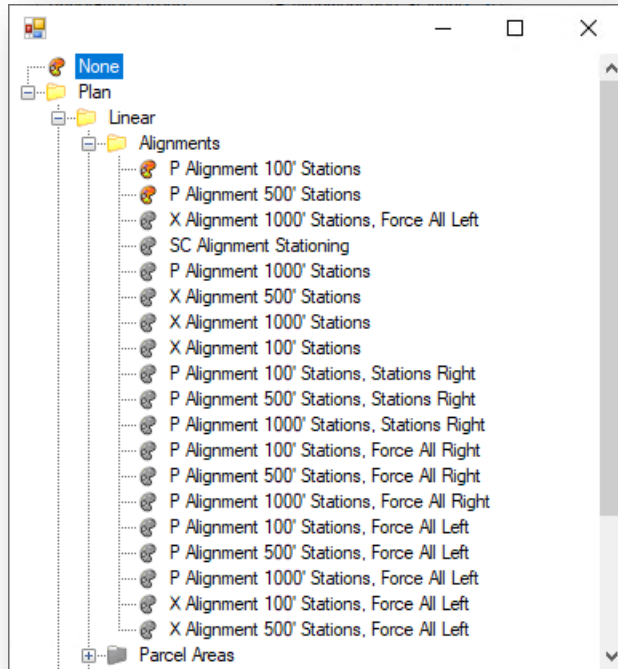 None
Plan
Linear
Alignments
P Alignment 100' Stations
P Alignment 500' Stations
X Alignment 1000' Stations, Force All Left
SC Alignment Stationing
P Alignment 1000' Stations
X Alignment 500' Stations
X Alignment 1000' Stations
X Alignment 100' Stations
P Alignment 100' Stations, Stations Right
P Alignment 500' Stations, Stations Right
P Alignment 1000' Stations, Stations Right
P Alignment 100' Stations, Force All Right
P Alignment 500' Stations, Force All Right
P Alignment 1000' Stations, Force All Right
P Alignment 100' Stations, Force All Left
P Alignment 500' Stations, Force All Left
P Alignment 1000' Stations, Force All Left
X Alignment 100' Stations, Force All Left
X Alignment 500' Stations, Force All Left
Parcel Areas